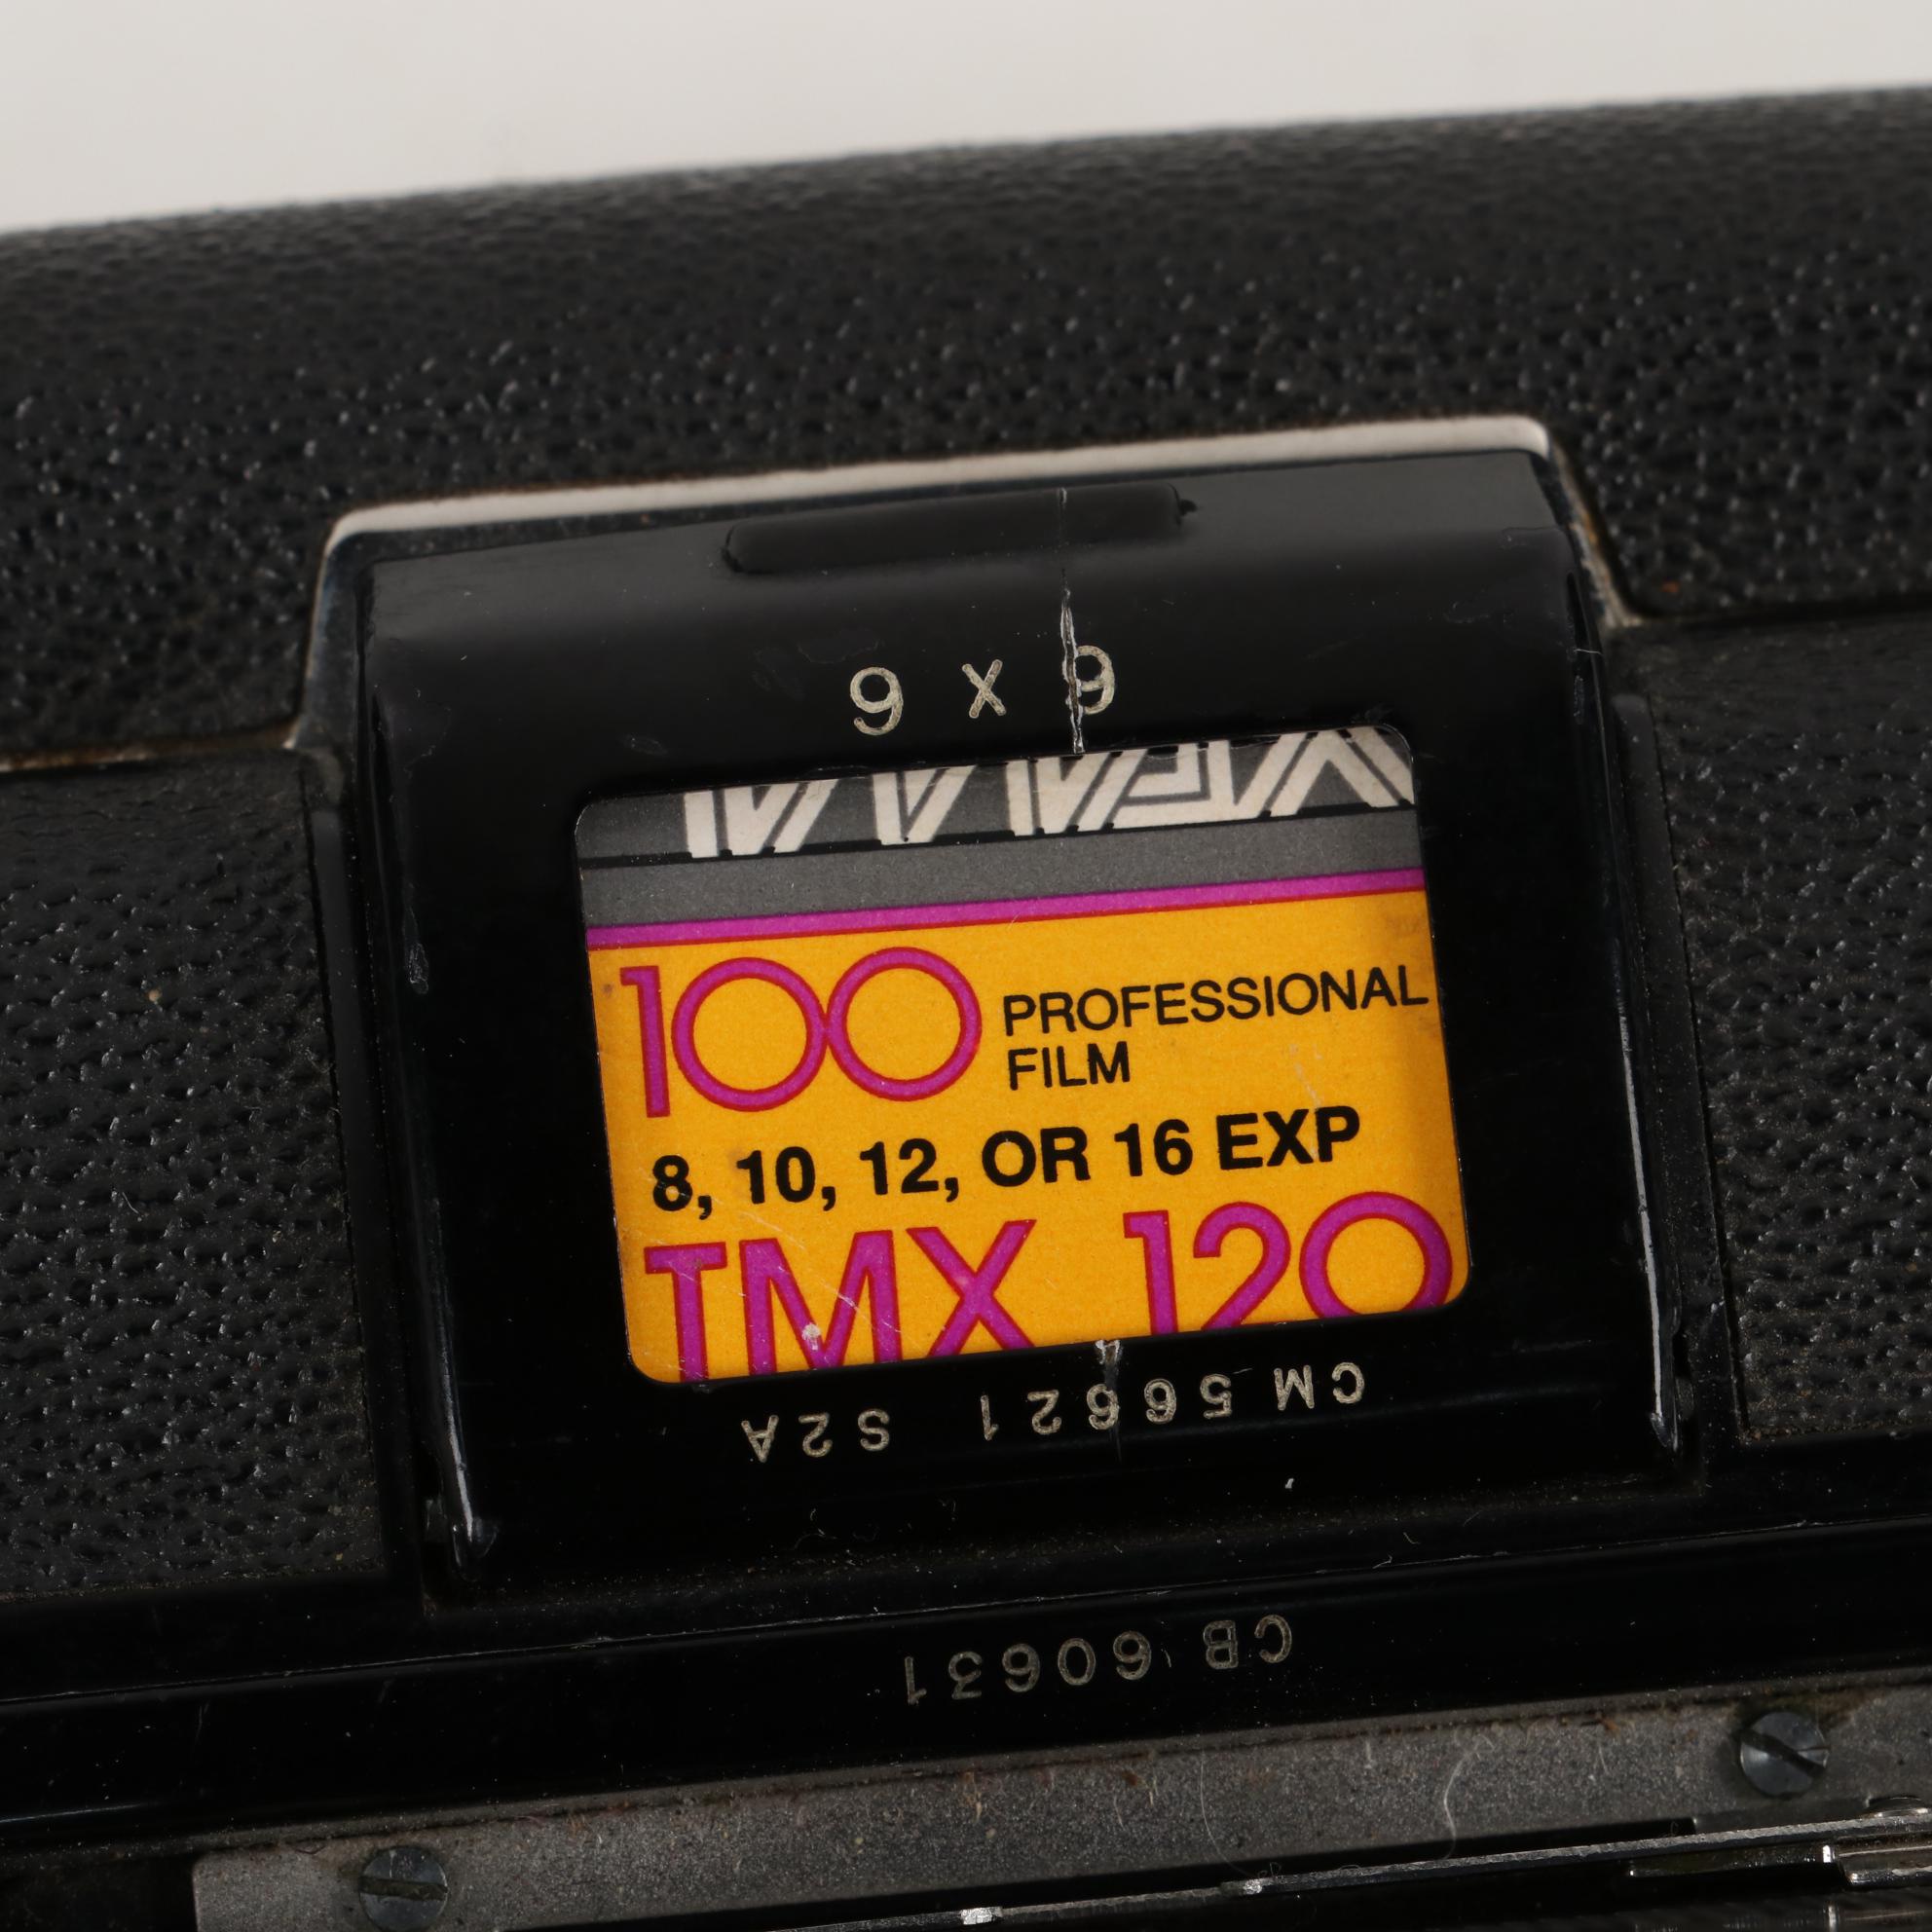 6 x 6
100 PROFESSIONAL
FILM
8, 10, 12, OR 16 EXP
TMX 120
CM 56621 S2A
CB 60631